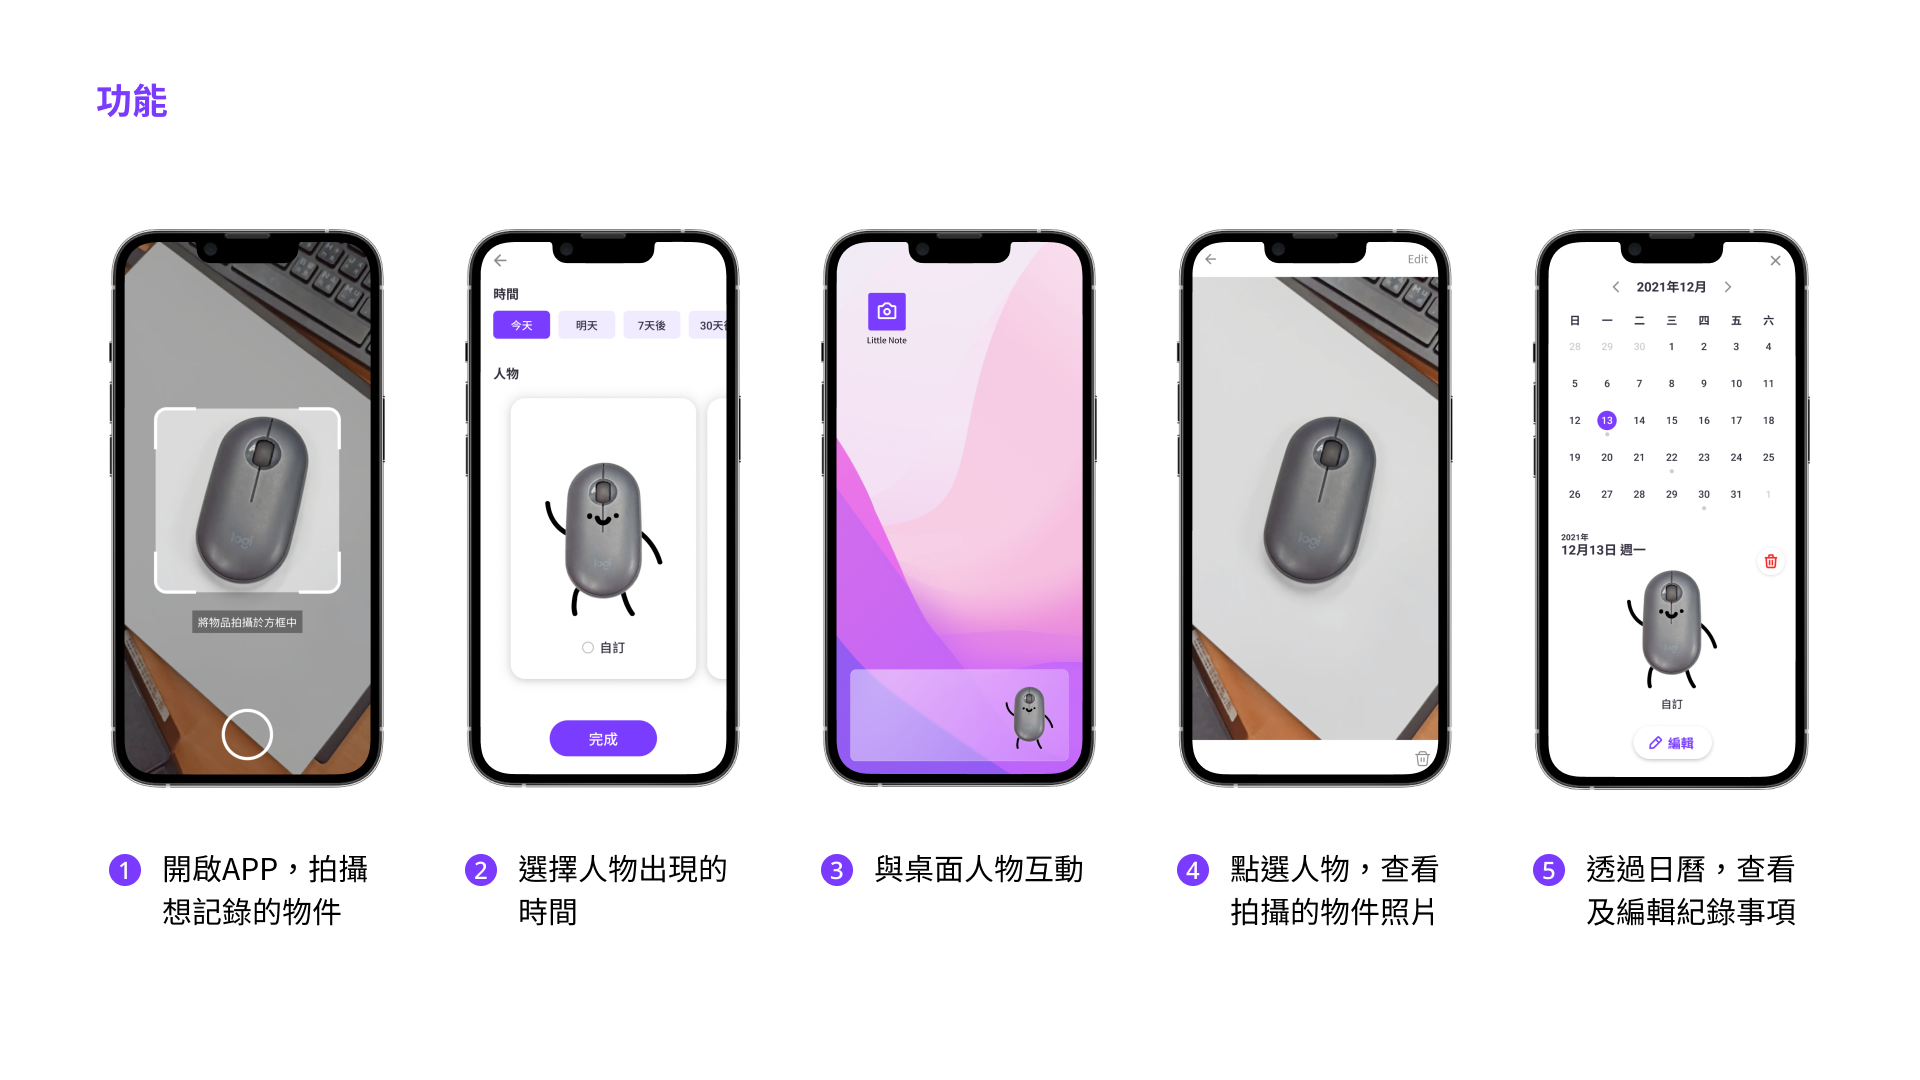 功能
logi
將物品拍攝於方框中
時間
今天
明天
7天後
人物
logi
自訂
完成
Little Note
Edit
logi
2021年12月
日 一 二 三 四 五 六
28 29 30 1 2 3 4
5 6 7 8 9 10 11
12 13 14 15 16 17 18
19 20 21 22 23 24 25
26 27 28 29 30 31 1
2021年
12月13日 週一
自訂
編輯
1 開啟APP，拍攝
想記錄的物件
2 選擇人物出現的
時間
3 與桌面人物互動
4 點選人物，查看
拍攝的物件照片
5 透過日曆，查看
及編輯紀錄事項